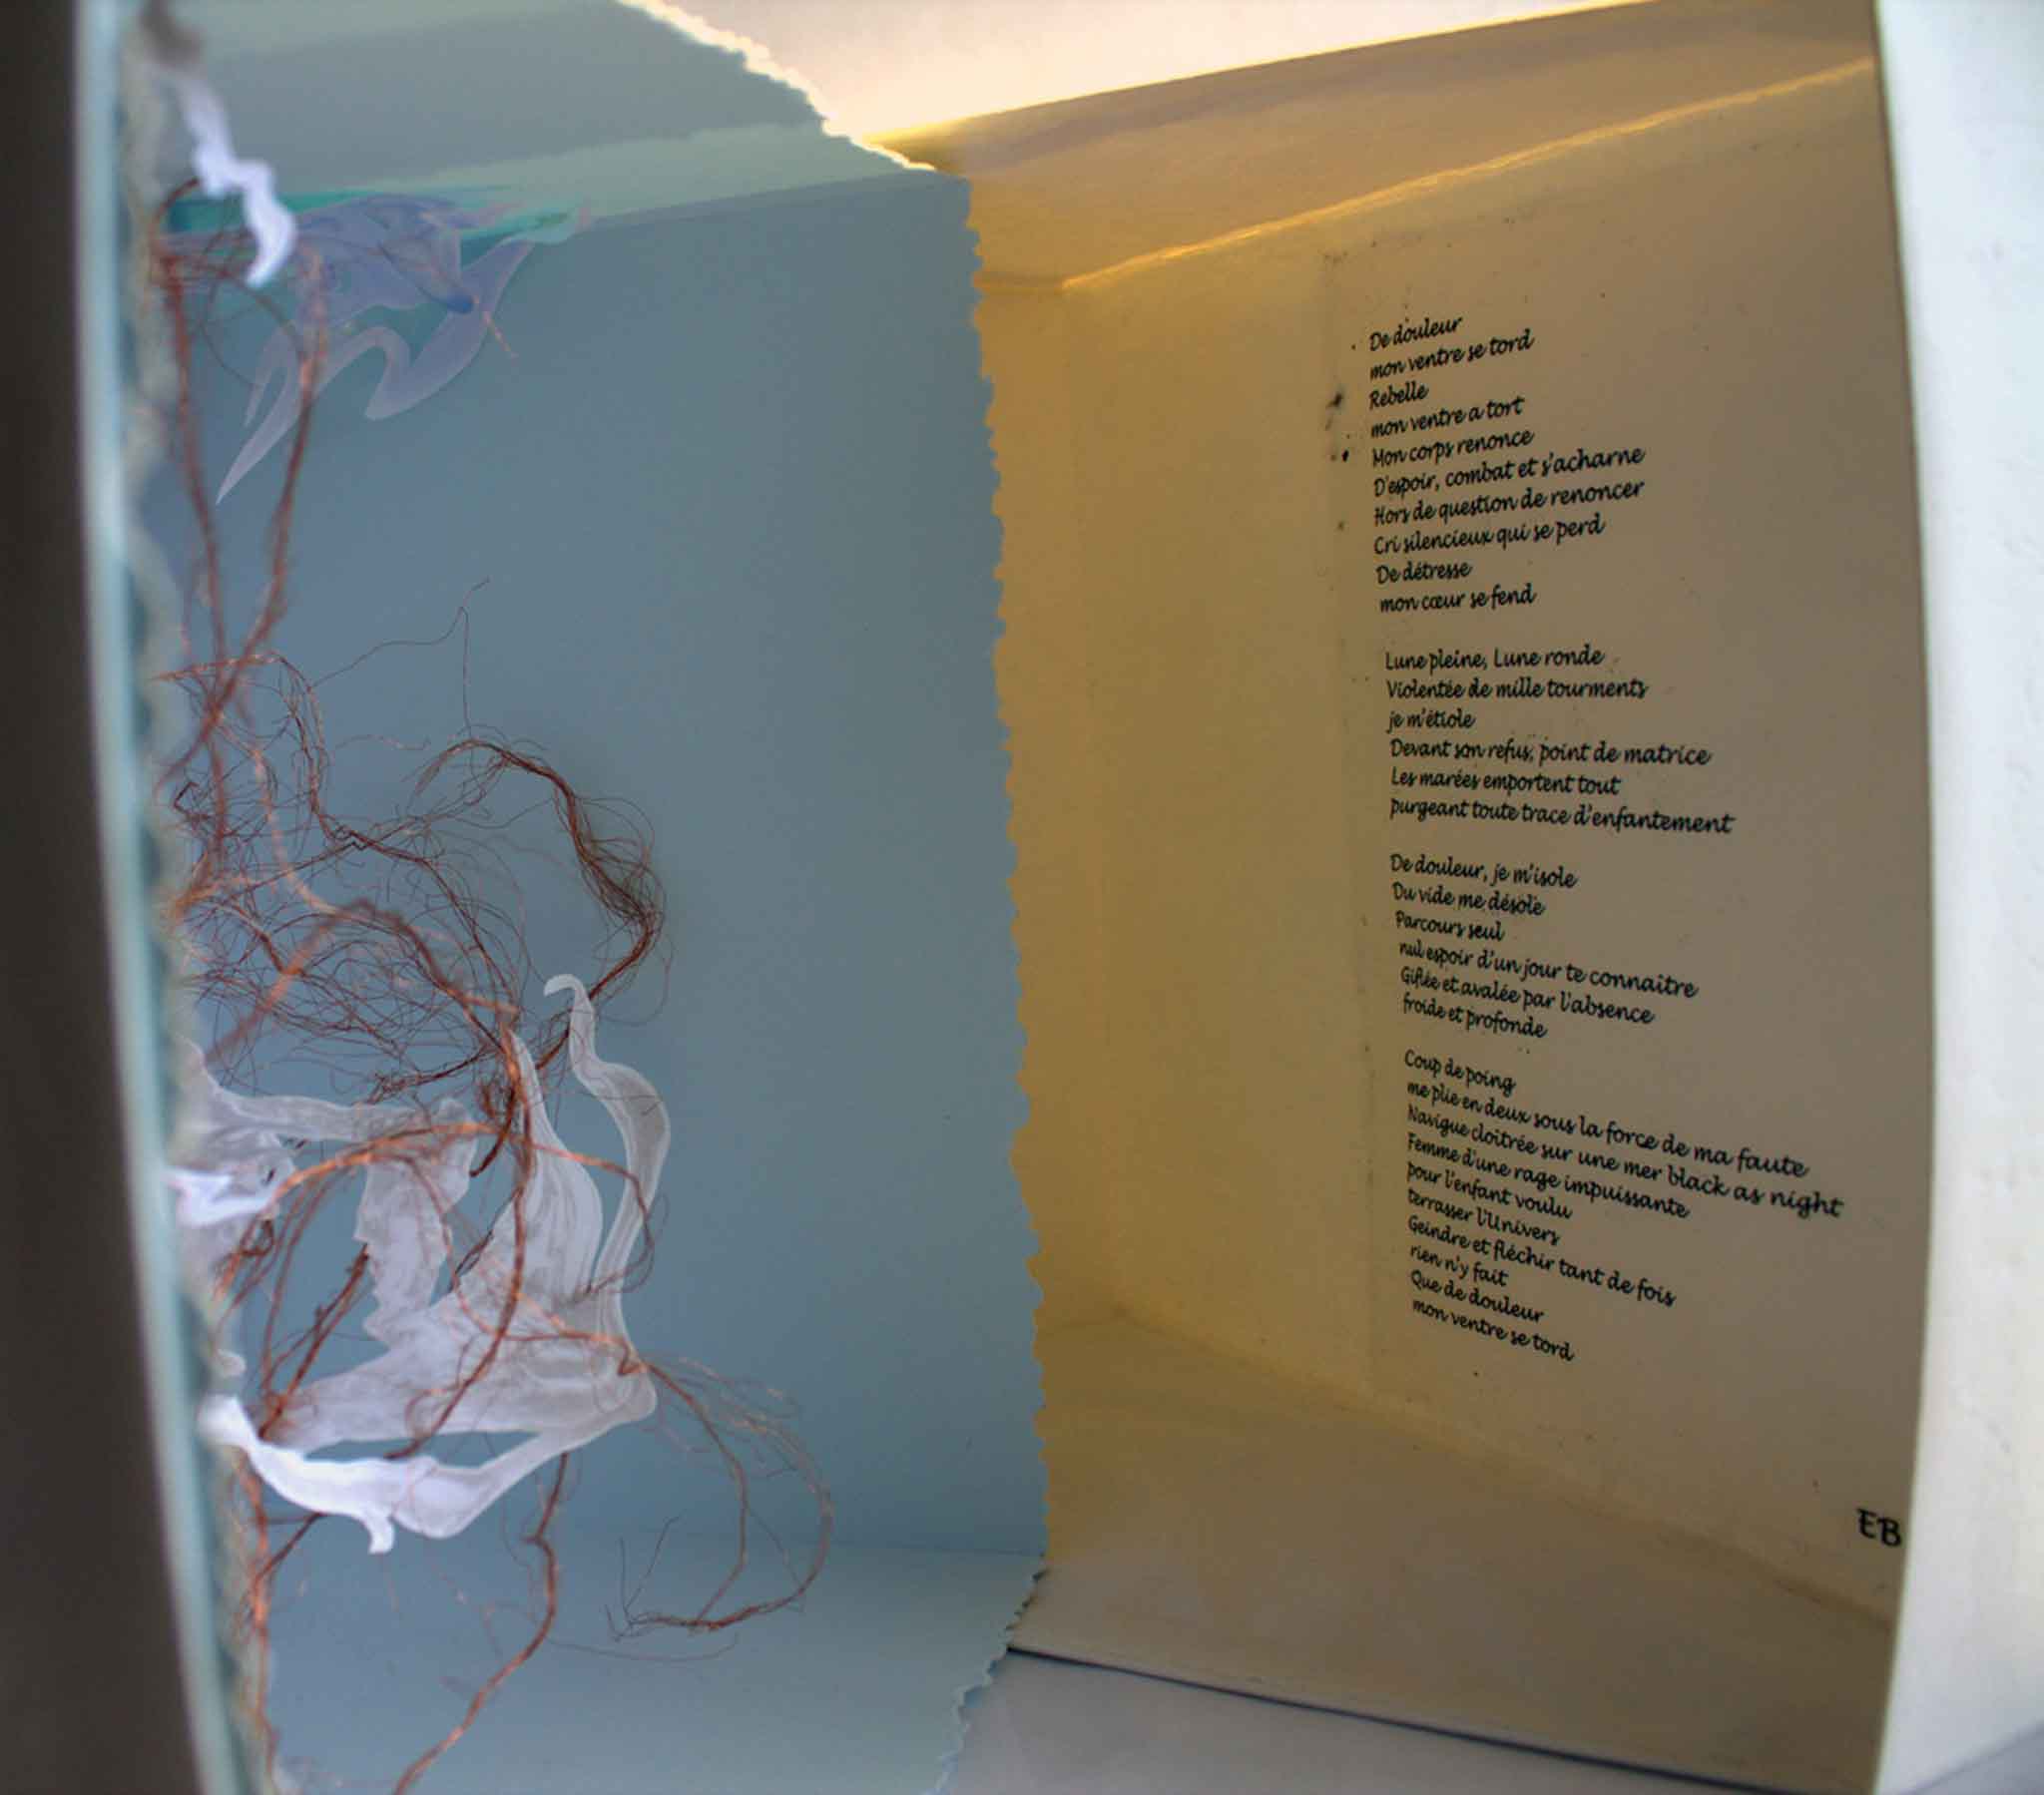 De douleur
mon ventre se tord
Rebelle
mon ventre a tort
Mon corps renonce
D'espoir, combat et s'acharne
Hors de question de renoncer
Cri silencieux qui se perd
De détresse
mon cœur se fend
Lune pleine, Lune ronde
Violentée de mille tourments
je m'étiole
Devant son refus, point de matrice
Les marées emportent tout
purgeant toute trace d'enfantement
De douleur, je m'isole
Du vide me désole
Parcours seul
nul espoir d'un jour te connaître
Giflée et avalée par l'absence
froide et profonde
Coup de poing
me plie en deux sous la force de ma faute
Navigue cloîtrée sur une mer black as night
Femme d'une rage impuissante
pour l'enfant voulu
terrasser l'Univers
Geindre et fléchir tant de fois
rien n'y fait
Que de douleur
mon ventre se tord
EB